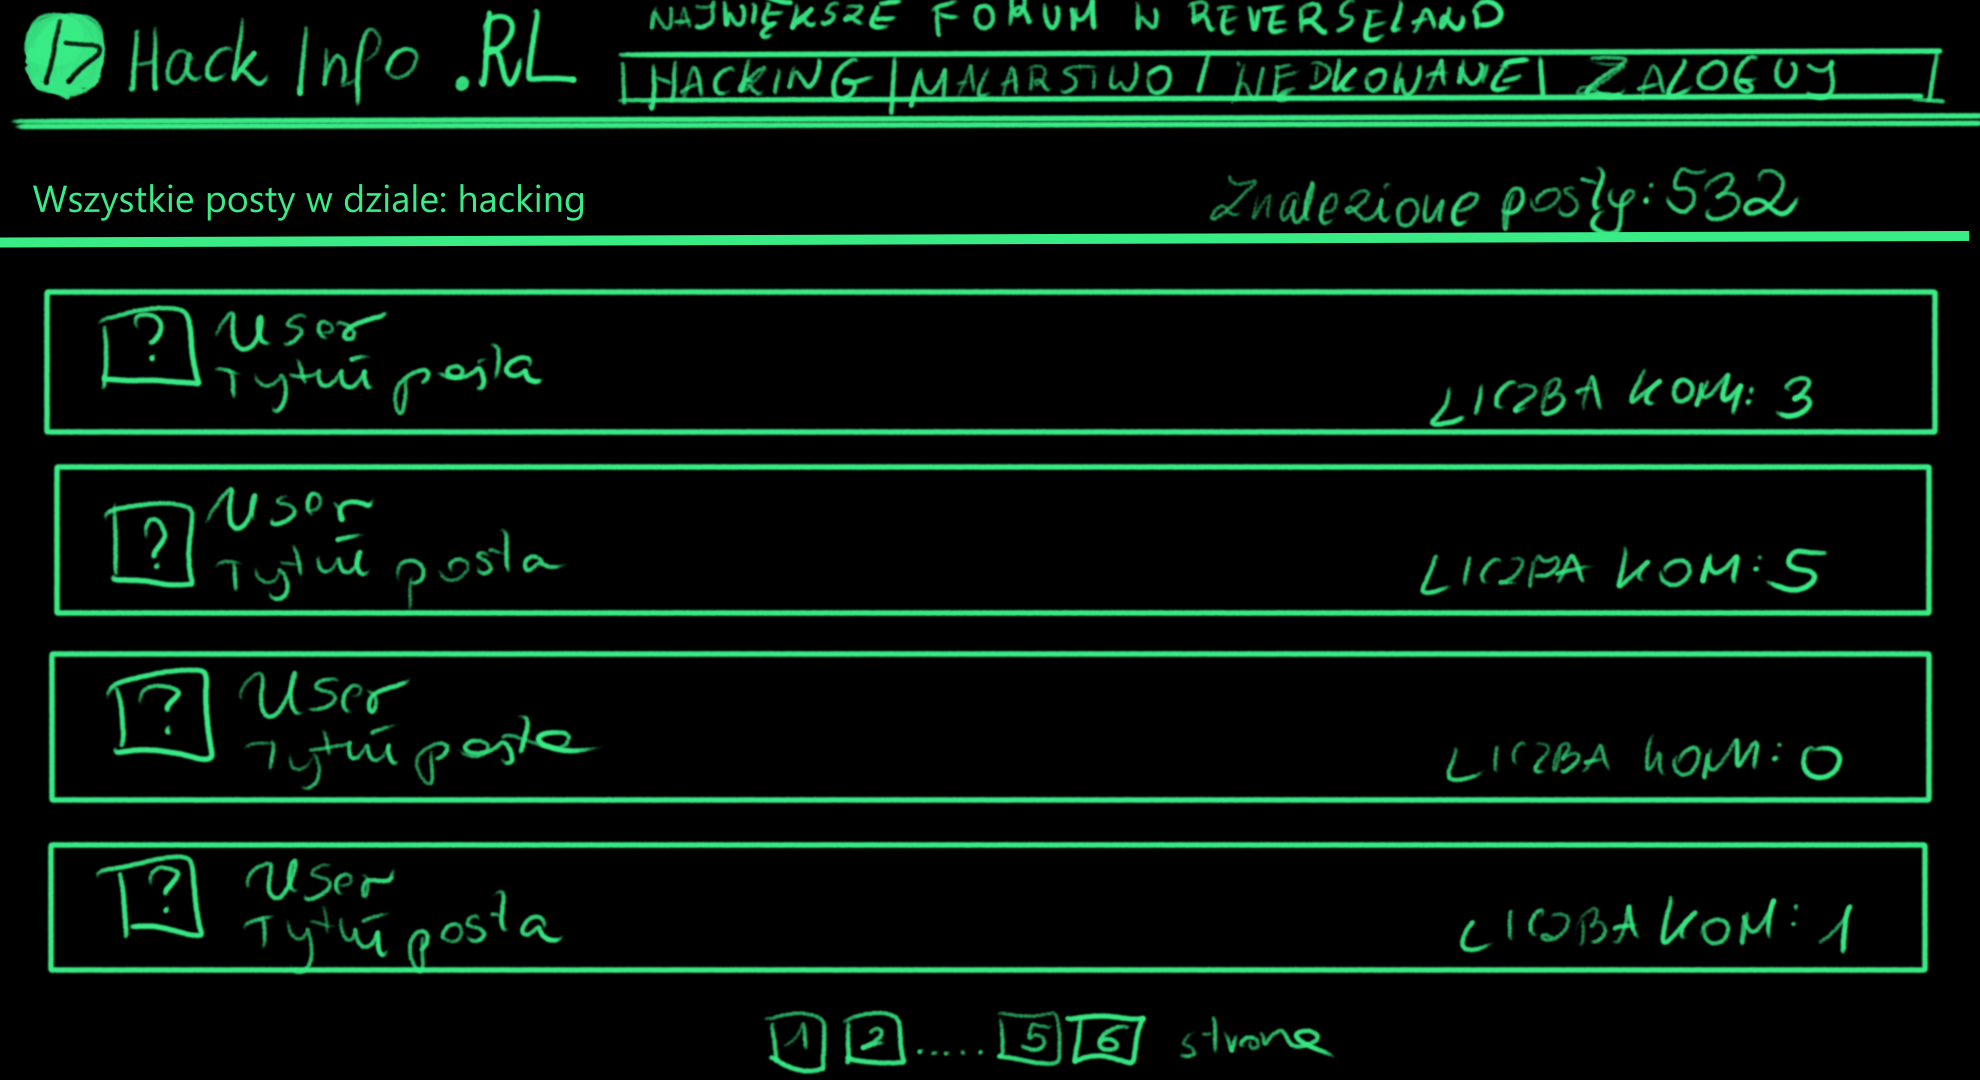 Hack Info .RL
NAJWIĘKSZE FORUM W REVERSELAND
HACKING | MALARSTWO | WEDKOWANE | ZALOGUJ
Wszystkie posty w dziale: hacking
Znalezione posty: 532
? User
Tytuł posta
LICZBA KOM: 3
? User
Tytuł posta
LICZBA KOM: 5
? User
Tytuł posta
LICZBA KOM: 0
? User
Tytuł posta
LICZBA KOM: 1
1 2 ..... 5 6 strona